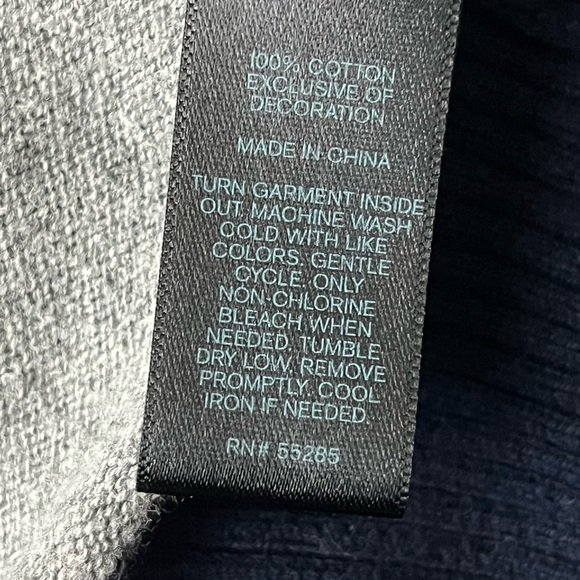 100% COTTON
EXCLUSIVE OF
DECORATION
MADE IN CHINA
TURN GARMENT INSIDE
OUT. MACHINE WASH
COLD WITH LIKE
COLORS. GENTLE
CYCLE. ONLY
NON-CHLORINE
BLEACH WHEN
NEEDED. TUMBLE
DRY LOW. REMOVE
PROMPTLY. COOL
IRON IF NEEDED.
RN# 55285